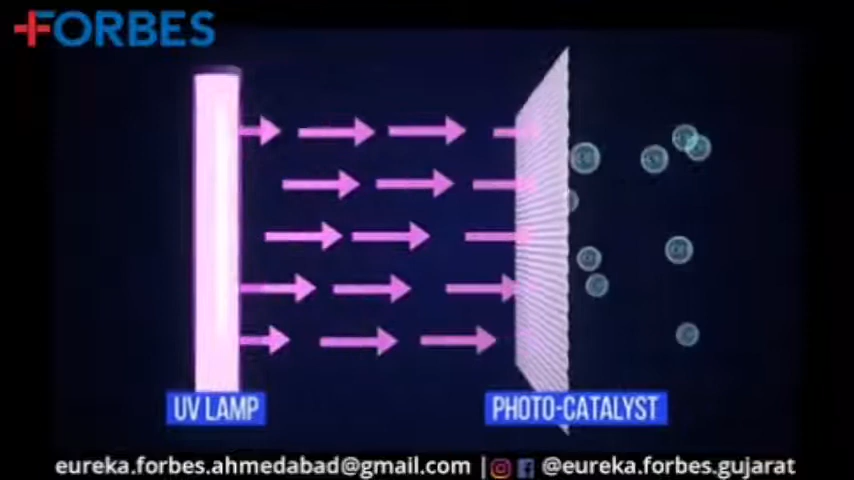 FORBES
UV LAMP
PHOTO-CATALYST
eureka.forbes.ahmedabad@gmail.com | @eureka.forbes.gujarat